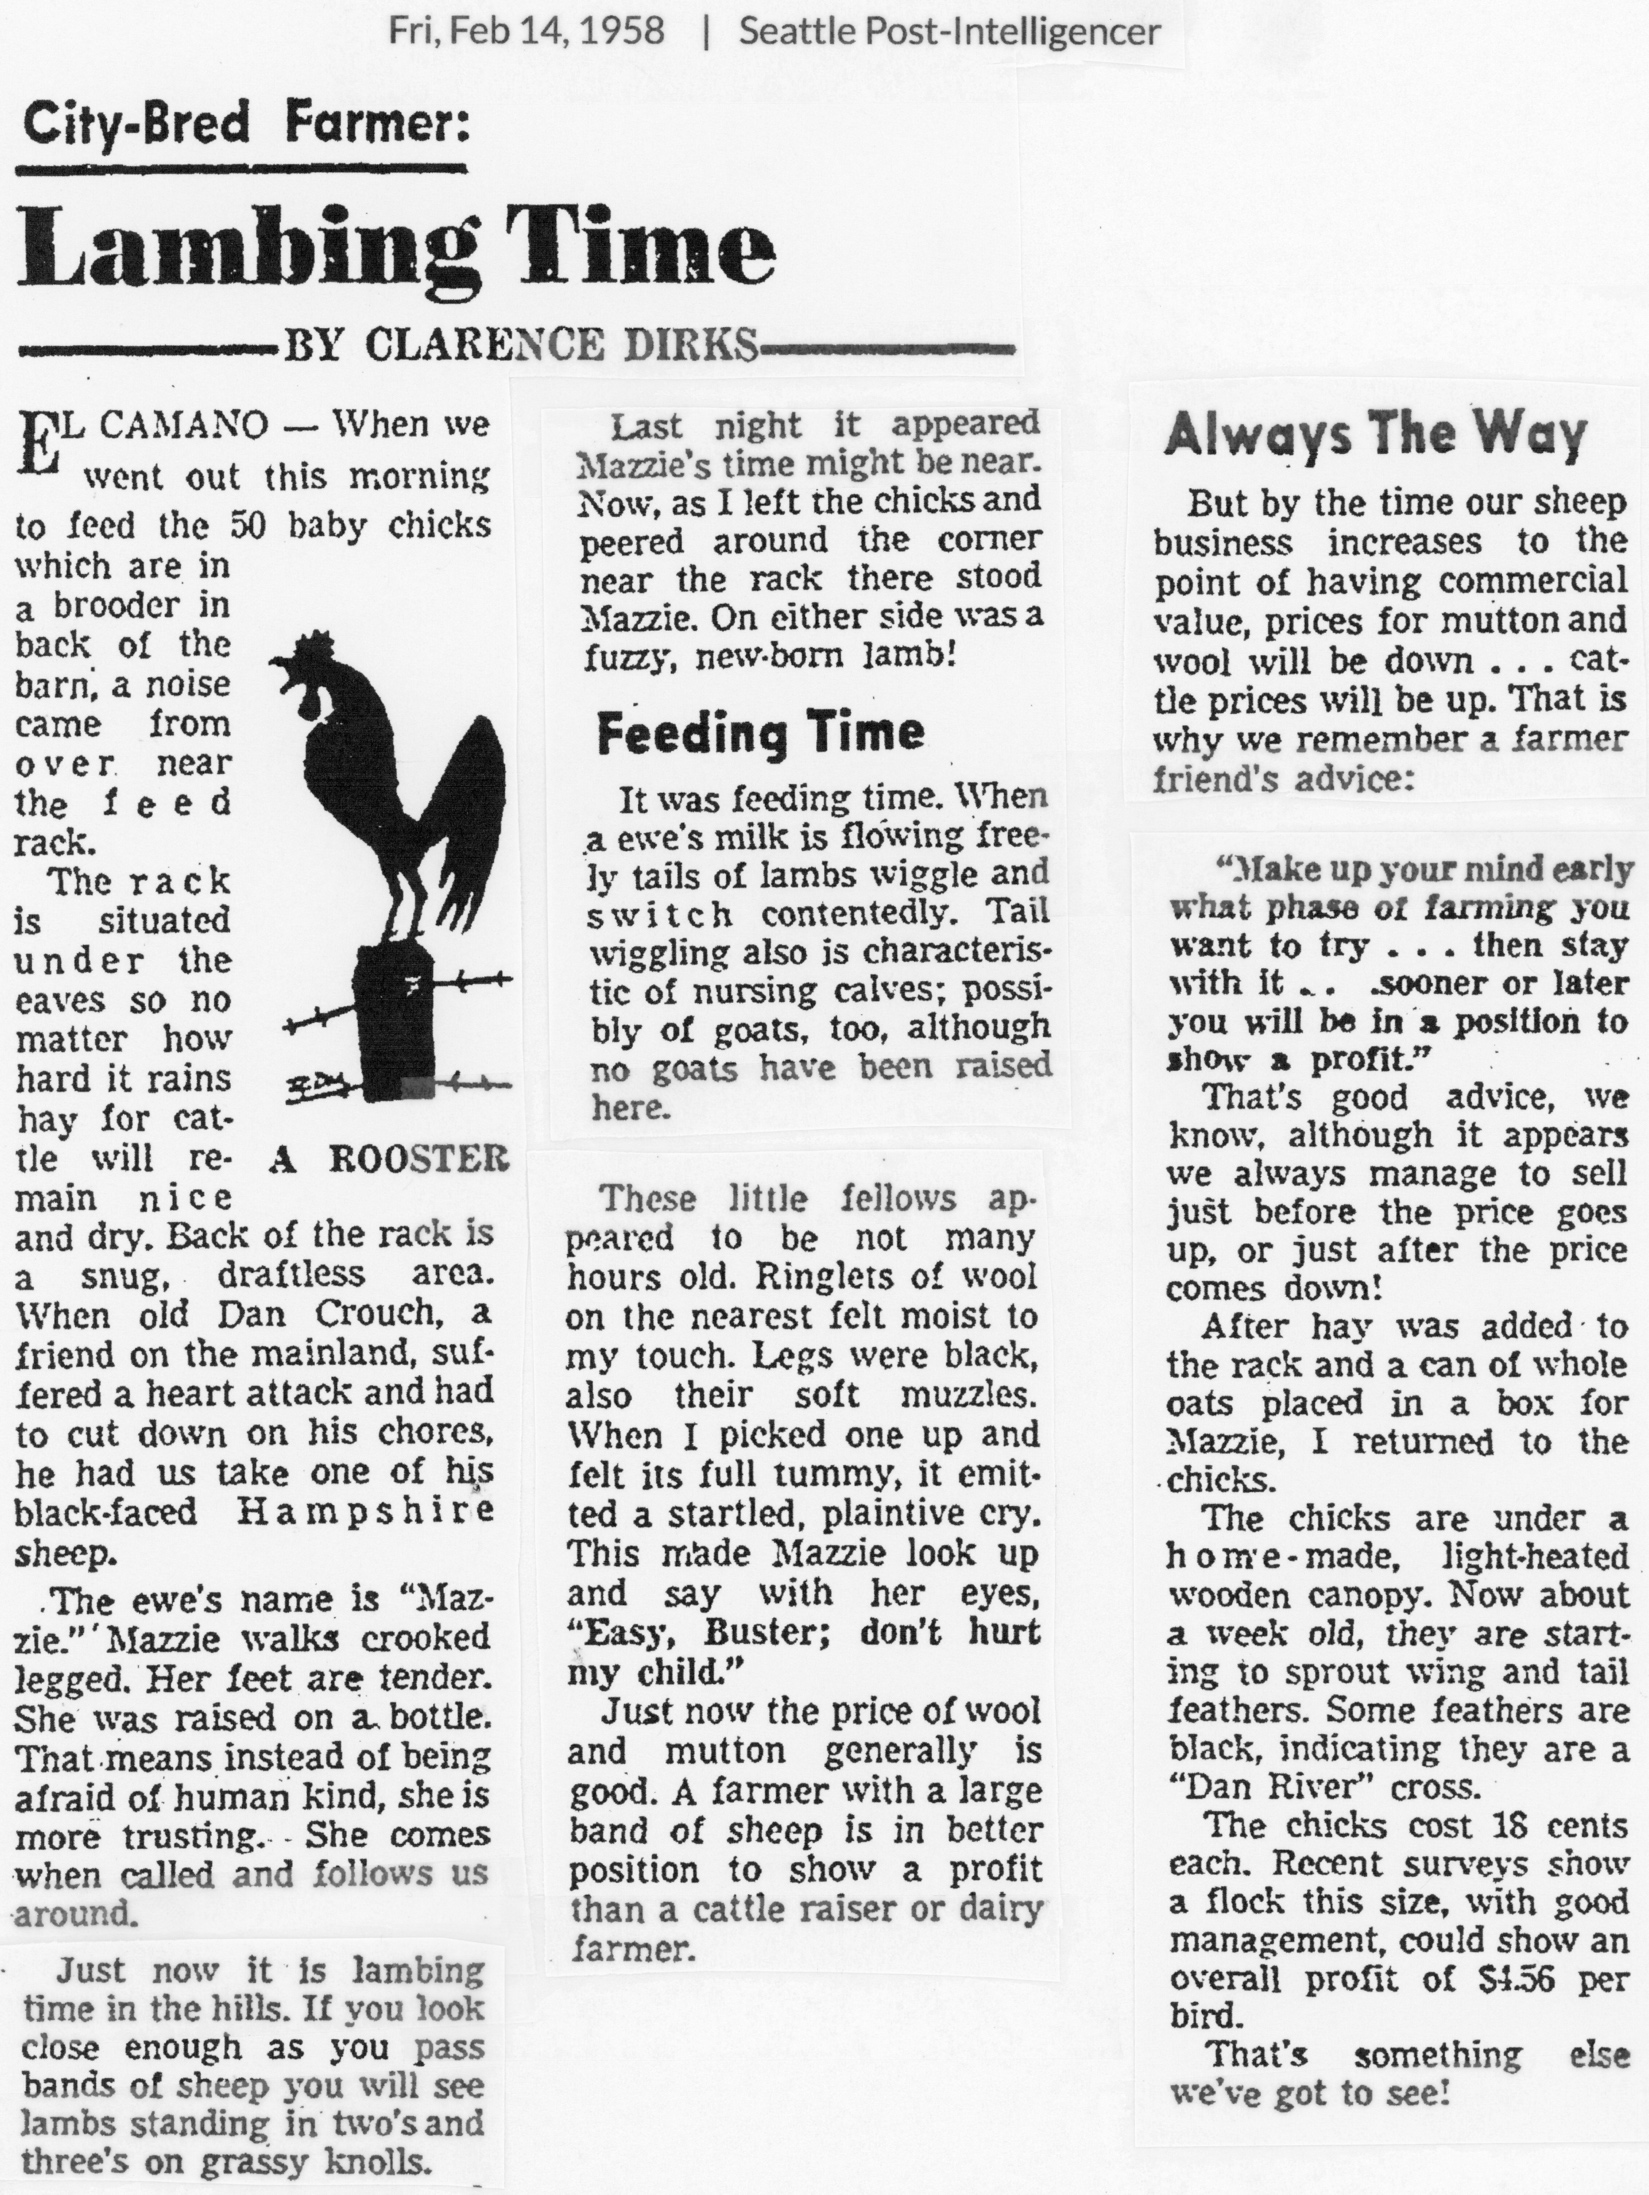 Fri, Feb 14, 1958 | Seattle Post-Intelligencer
City-Bred Farmer:
Lambing Time
BY CLARENCE DIRKS
EL CAMANO — When we
went out this morning
to feed the 50 baby chicks
which are in
a brooder in
back of the
barn, a noise
came from
over near
the feed
rack.
The rack
is situated
under the
eaves so no
matter how
hard it rains
hay for cat-
tle will re-
main nice
A ROOSTER
and dry. Back of the rack is
a snug, draftless area.
When old Dan Crouch, a
friend on the mainland, suf-
fered a heart attack and had
to cut down on his chores,
he had us take one of his
black-faced Hampshire
sheep.
The ewe's name is "Maz-
zie." Mazzie walks crooked
legged. Her feet are tender.
She was raised on a bottle.
That means instead of being
afraid of human kind, she is
more trusting. She comes
when called and follows us
around.
Just now it is lambing
time in the hills. If you look
close enough as you pass
bands of sheep you will see
lambs standing in two's and
three's on grassy knolls.
Last night it appeared
Mazzie's time might be near.
Now, as I left the chicks and
peered around the corner
near the rack there stood
Mazzie. On either side was a
fuzzy, new-born lamb!
Feeding Time
It was feeding time. When
a ewe's milk is flowing free-
ly tails of lambs wiggle and
switch contentedly. Tail
wiggling also is characteris-
tic of nursing calves; possi-
bly of goats, too, although
no goats have been raised
here.
These little fellows ap-
peared to be not many
hours old. Ringlets of wool
on the nearest felt moist to
my touch. Legs were black,
also their soft muzzles.
When I picked one up and
felt its full tummy, it emit-
ted a startled, plaintive cry.
This made Mazzie look up
and say with her eyes,
"Easy, Buster; don't hurt
my child."
Just now the price of wool
and mutton generally is
good. A farmer with a large
band of sheep is in better
position to show a profit
than a cattle raiser or dairy
farmer.
Always The Way
But by the time our sheep
business increases to the
point of having commercial
value, prices for mutton and
wool will be down . . . cat-
tle prices will be up. That is
why we remember a farmer
friend's advice:
"Make up your mind early
what phase of farming you
want to try . . . then stay
with it . . . sooner or later
you will be in a position to
show a profit."
That's good advice, we
know, although it appears
we always manage to sell
just before the price goes
up, or just after the price
comes down!
After hay was added to
the rack and a can of whole
oats placed in a box for
Mazzie, I returned to the
chicks.
The chicks are under a
home-made, light-heated
wooden canopy. Now about
a week old, they are start-
ing to sprout wing and tail
feathers. Some feathers are
black, indicating they are a
"Dan River" cross.
The chicks cost 18 cents
each. Recent surveys show
a flock this size, with good
management, could show an
overall profit of $4.56 per
bird.
That's something else
we've got to see!